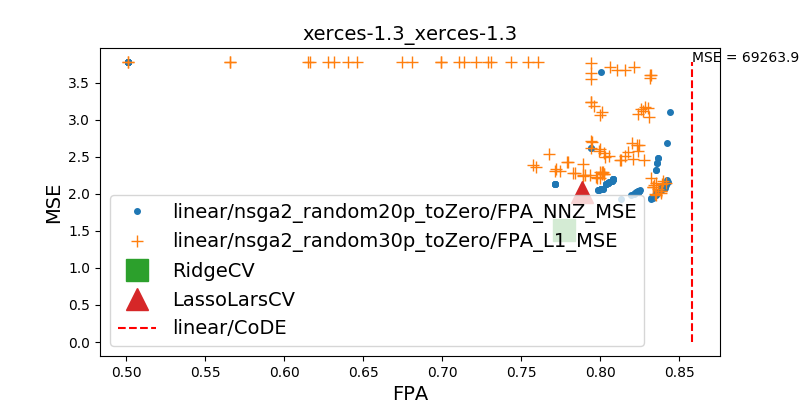 xerces-1.3_xerces-1.3
MSE = 69263.9
3.5
3.0
2.5
2.0
1.5
1.0
0.5
0.0
MSE
linear/nsga2_random20p_toZero/FPA_NNZ_MSE
linear/nsga2_random30p_toZero/FPA_L1_MSE
RidgeCV
LassoLarsCV
linear/CoDE
0.50 0.55 0.60 0.65 0.70 0.75 0.80 0.85
FPA